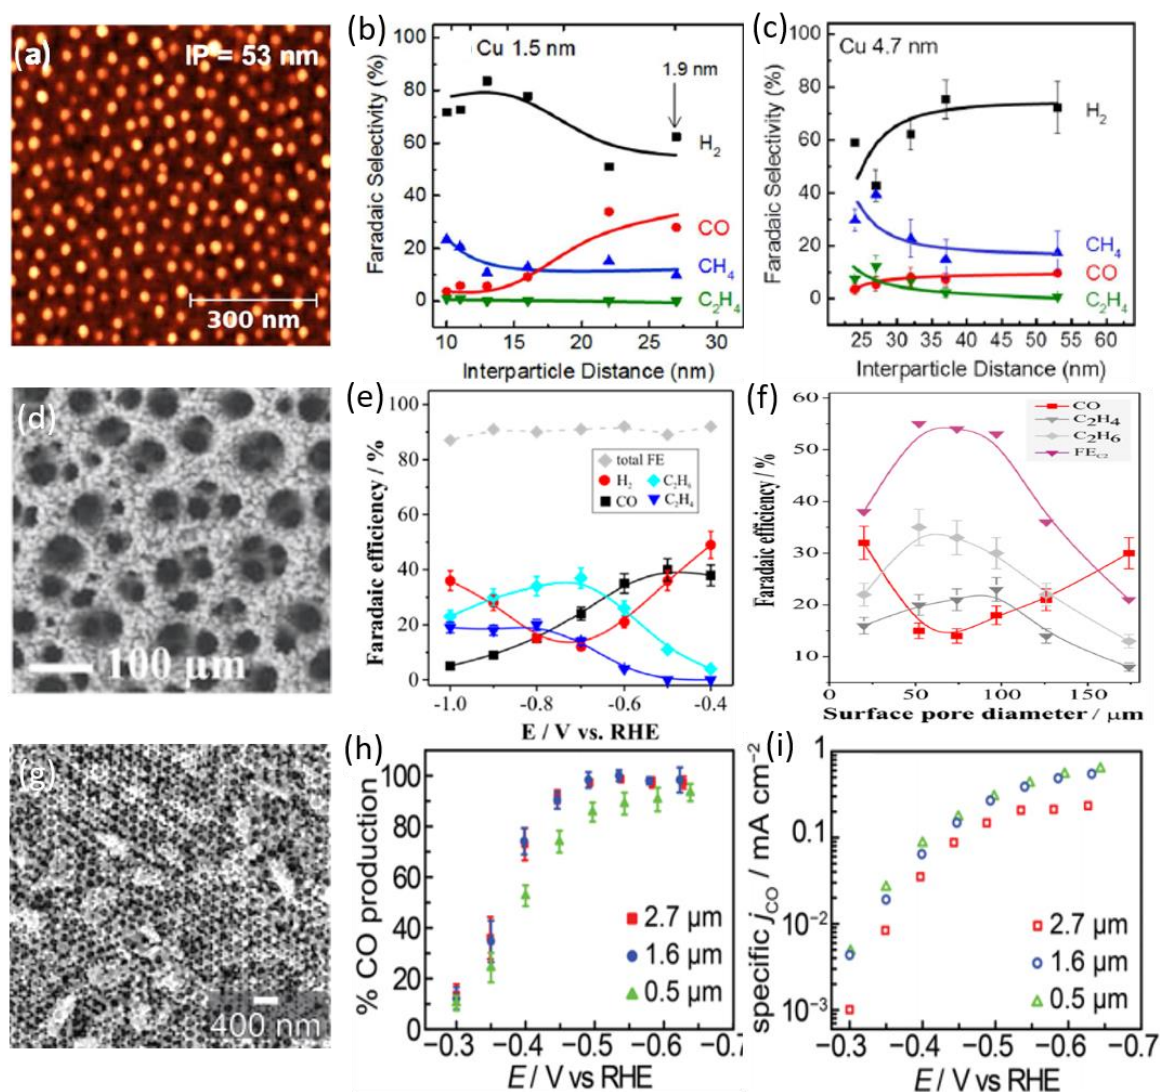 (a)
IP = 53 nm
300 nm
(b)
Cu 1.5 nm
1.9 nm
H₂
CO
CH₄
C₂H₄
100
80
60
40
20
0
10 15 20 25 30
Faradaic Selectivity (%)
Interparticle Distance (nm)
(c)
Cu 4.7 nm
H₂
CH₄
CO
C₂H₄
100
80
60
40
20
0
25 30 35 40 45 50 55 60
Faradaic Selectivity (%)
Interparticle Distance (nm)
(d)
100 µm
(e)
total FE
H₂ C₂H₆
CO C₂H₄
100
80
60
40
20
0
-1.0 -0.8 -0.6 -0.4
Faradaic efficiency / %
E / V vs. RHE
(f)
CO
C₂H₄
C₂H₆
FE_C2
60
50
40
30
20
10
0 50 100 150
Faradaic efficiency / %
Surface pore diameter / µm
(g)
400 nm
(h)
100
80
60
40
20
0
−0.3 −0.4 −0.5 −0.6 −0.7
% CO production
E / V vs RHE
2.7 µm
1.6 µm
0.5 µm
(i)
1
0.1
10⁻²
10⁻³
−0.3 −0.4 −0.5 −0.6 −0.7
specific j_CO / mA cm⁻²
E / V vs RHE
2.7 µm
1.6 µm
0.5 µm